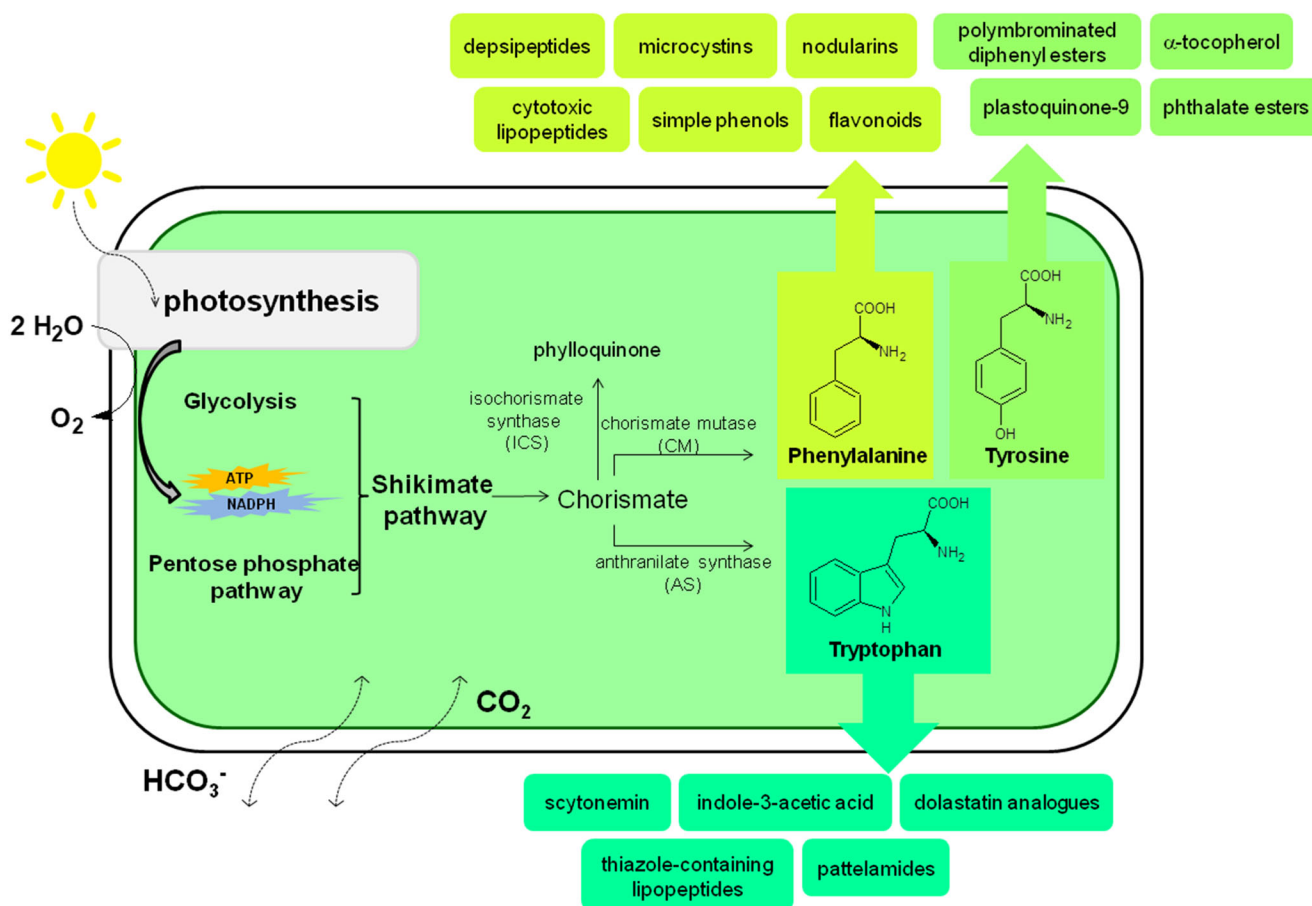 depsipeptides
microcystins
nodularins
polymbrominated
diphenyl esters
α-tocopherol
cytotoxic
lipopeptides
simple phenols
flavonoids
plastoquinone-9
phthalate esters
photosynthesis
2 H₂O
O₂
Glycolysis
ATP
NADPH
Pentose phosphate
pathway
Shikimate
pathway
phylloquinone
isochorismate
synthase
(ICS)
chorismate mutase
(CM)
Chorismate
anthranilate synthase
(AS)
COOH
NH₂
Phenylalanine
COOH
NH₂
OH
Tyrosine
COOH
NH₂
N
H
Tryptophan
CO₂
HCO₃⁻
scytonemin
indole-3-acetic acid
dolastatin analogues
thiazole-containing
lipopeptides
pattelamides